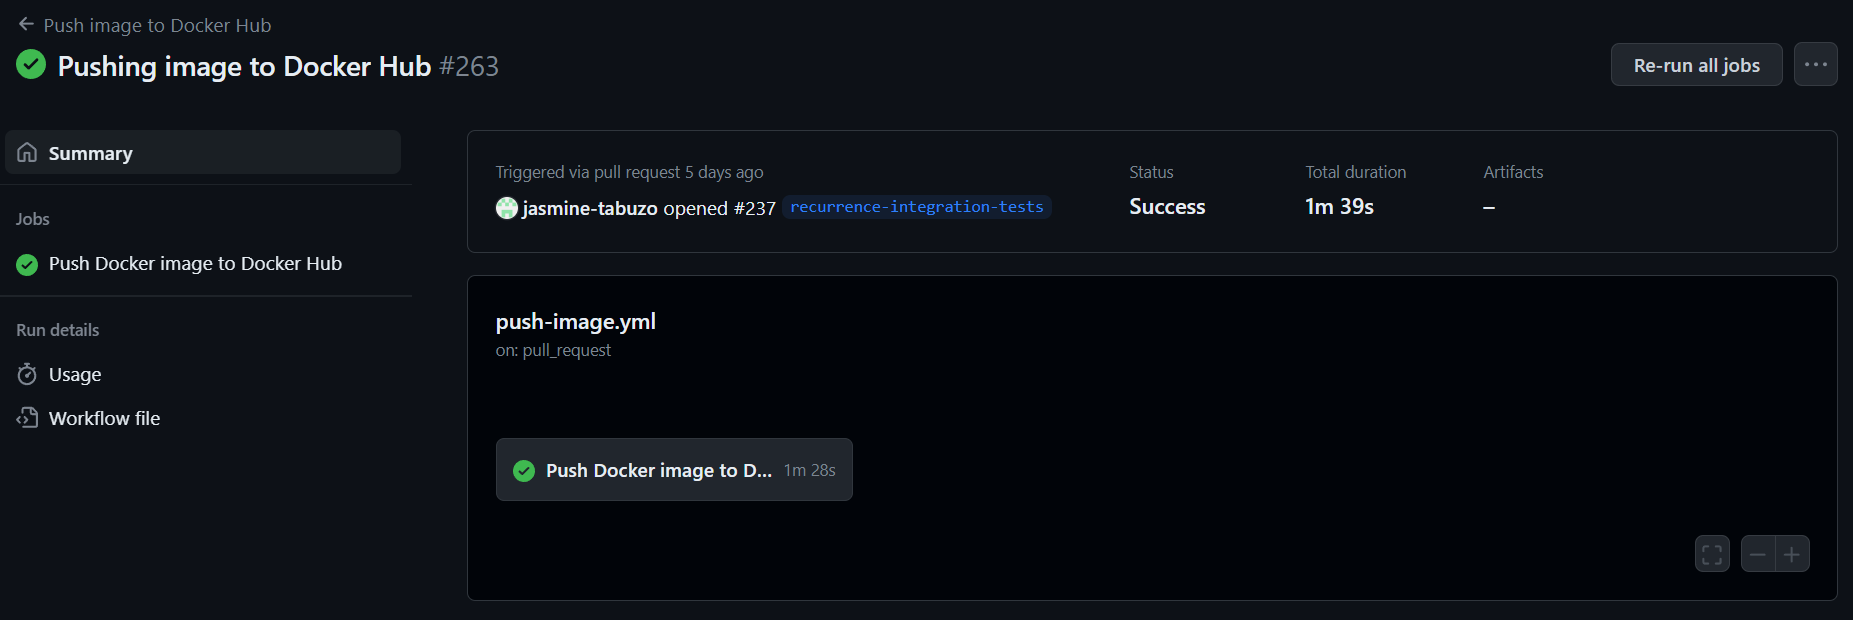 Push image to Docker Hub
Pushing image to Docker Hub #263
Re-run all jobs
Summary
Jobs
Push Docker image to Docker Hub
Run details
Usage
Workflow file
Triggered via pull request 5 days ago
jasmine-tabuzo opened #237 recurrence-integration-tests
Status
Success
Total duration
1m 39s
Artifacts
–
push-image.yml
on: pull_request
Push Docker image to D... 1m 28s